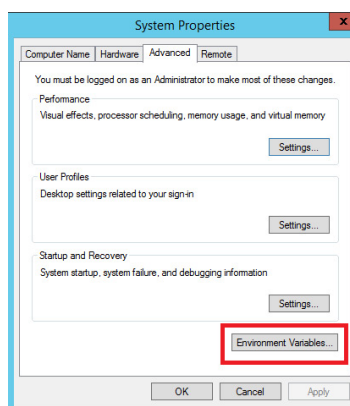 System Properties
x
Computer Name Hardware Advanced Remote
You must be logged on as an Administrator to make most of these changes.
Performance
Visual effects, processor scheduling, memory usage, and virtual memory
Settings...
User Profiles
Desktop settings related to your sign-in
Settings...
Startup and Recovery
System startup, system failure, and debugging information
Settings...
Environment Variables...
OK Cancel Apply